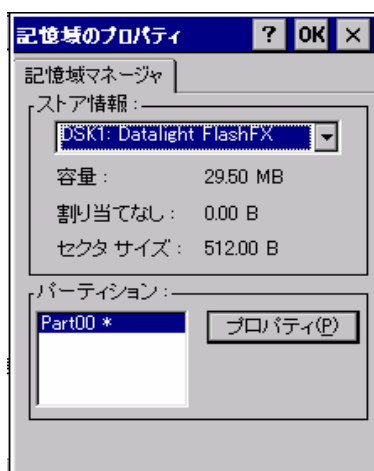 記憶域のプロパティ ? OK ×
記憶域マネージャ
ストア情報:
DSK1: Datalight FlashFX
容量: 29.50 MB
割り当てなし: 0.00 B
セクタ サイズ: 512.00 B
パーティション:
Part00 * プロパティ(P)